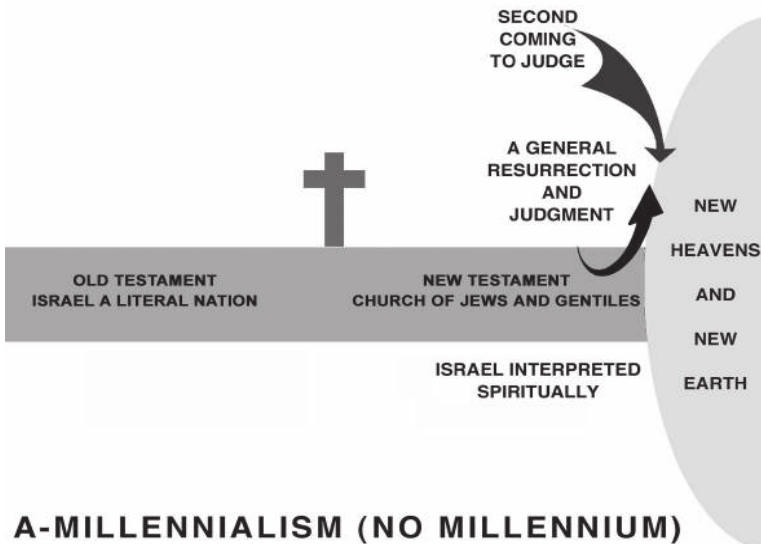 SECOND
COMING
TO JUDGE
A GENERAL
RESURRECTION
AND
JUDGMENT
NEW
HEAVENS
AND
NEW
EARTH
OLD TESTAMENT
ISRAEL A LITERAL NATION
NEW TESTAMENT
CHURCH OF JEWS AND GENTILES
ISRAEL INTERPRETED
SPIRITUALLY
A-MILLENNIALISM (NO MILLENNIUM)